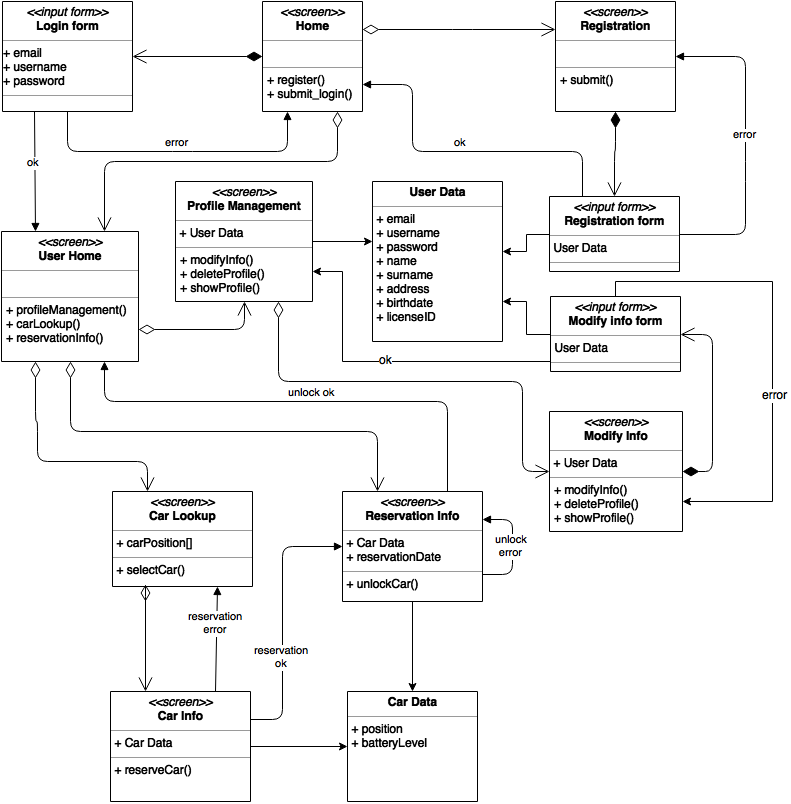 <<input form>>
Login form
+ email
+ username
+ password
<<screen>>
Home
+ register()
+ submit_login()
<<screen>>
Registration
+ submit()
error
ok
ok
error
<<screen>>
Profile Management
+ User Data
+ modifyInfo()
+ deleteProfile()
+ showProfile()
User Data
+ email
+ username
+ password
+ name
+ surname
+ address
+ birthdate
+ licenseID
<<input form>>
Registration form
User Data
<<screen>>
User Home
+ profileManagement()
+ carLookup()
+ reservationInfo()
<<input form>>
Modify info form
User Data
ok
unlock ok
error
<<screen>>
Modify Info
+ User Data
+ modifyInfo()
+ deleteProfile()
+ showProfile()
<<screen>>
Car Lookup
+ carPosition[]
+ selectCar()
<<screen>>
Reservation Info
+ Car Data
+ reservationDate
+ unlockCar()
unlock
error
reservation
error
reservation
ok
<<screen>>
Car Info
+ Car Data
+ reserveCar()
Car Data
+ position
+ batteryLevel